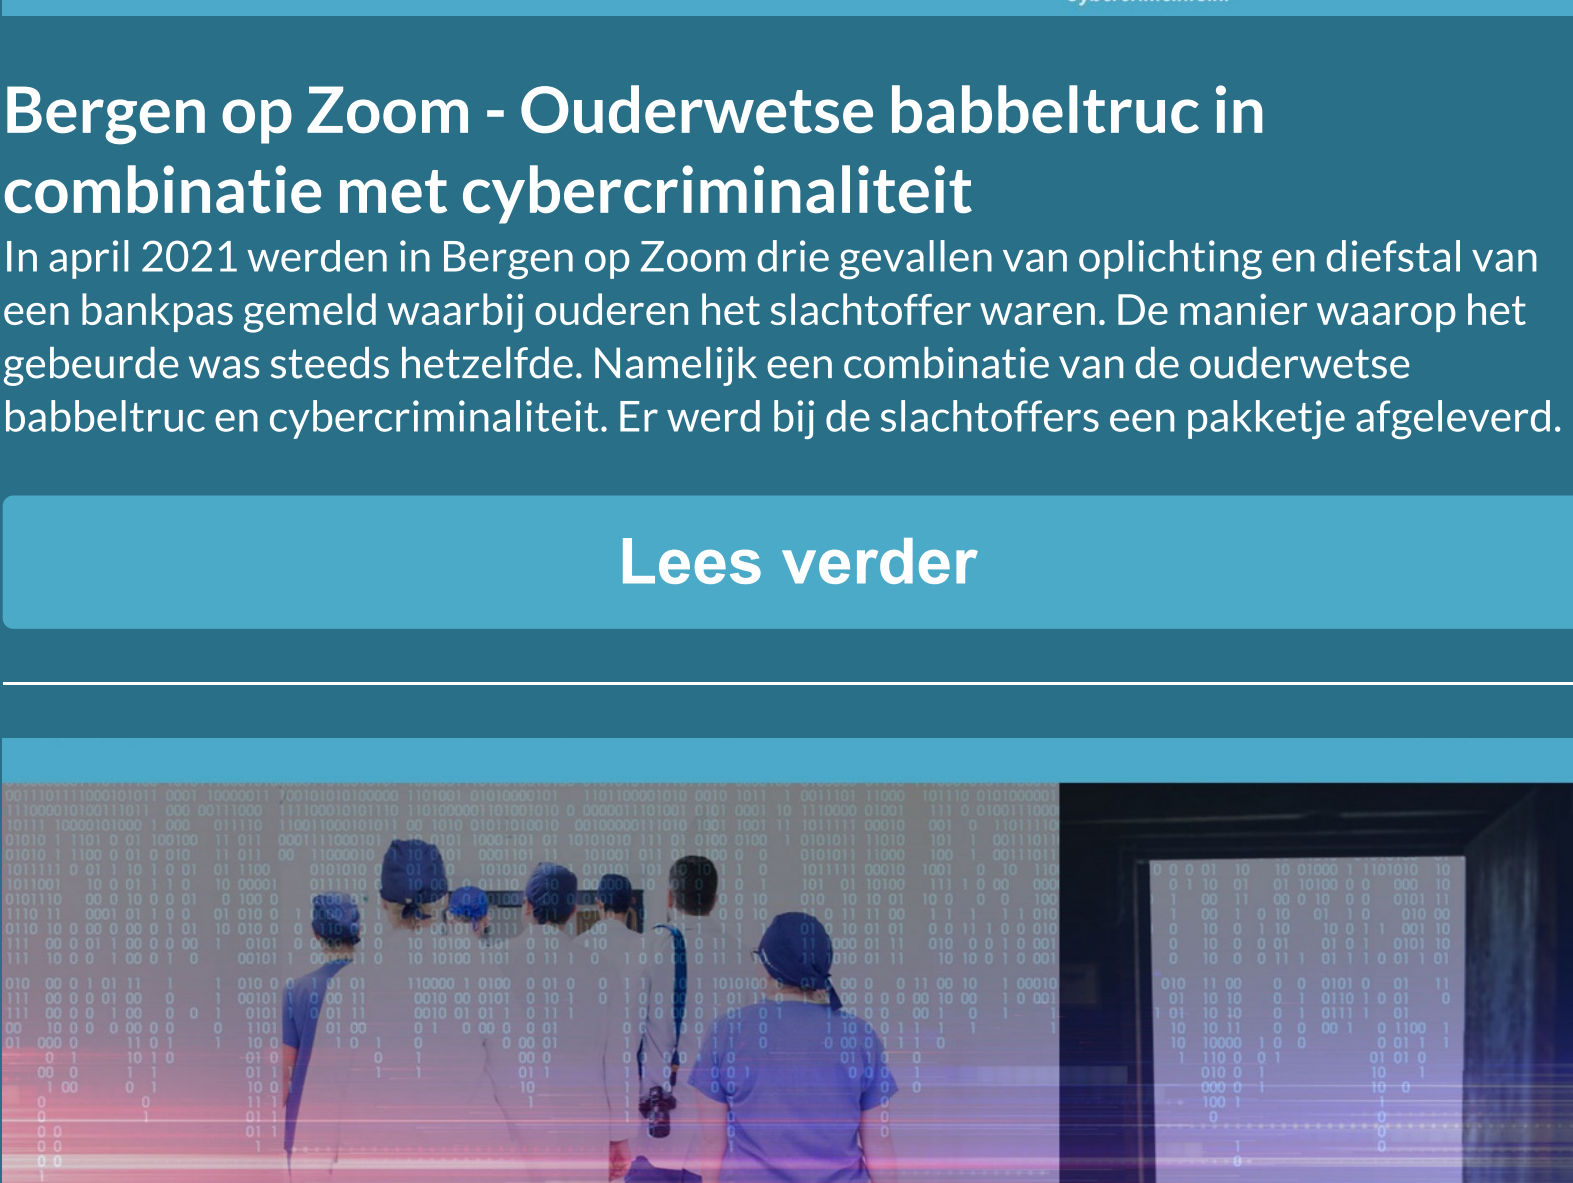 Bergen op Zoom - Ouderwetse babbeltruc in
combinatie met cybercriminaliteit
In april 2021 werden in Bergen op Zoom drie gevallen van oplichting en diefstal van
een bankpas gemeld waarbij ouderen het slachtoffer waren. De manier waarop het
gebeurde was steeds hetzelfde. Namelijk een combinatie van de ouderwetse
babbeltruc en cybercriminaliteit. Er werd bij de slachtoffers een pakketje afgeleverd.
Lees verder